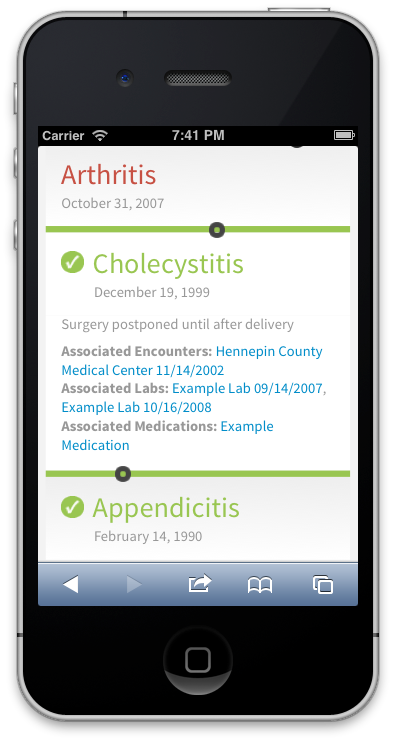 Carrier 7:41 PM
Arthritis
October 31, 2007
Cholecystitis
December 19, 1999
Surgery postponed until after delivery
Associated Encounters: Hennepin County
Medical Center 11/14/2002
Associated Labs: Example Lab 09/14/2007,
Example Lab 10/16/2008
Associated Medications: Example
Medication
Appendicitis
February 14, 1990